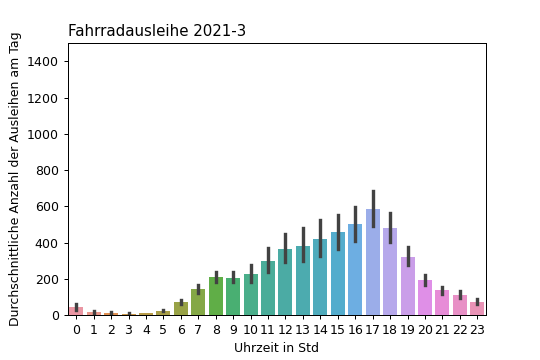 Fahrradausleihe 2021-3
Durchschnittliche Anzahl der Ausleihen am Tag
1400
1200
1000
800
600
400
200
0
0 1 2 3 4 5 6 7 8 9 10 11 12 13 14 15 16 17 18 19 20 21 22 23
Uhrzeit in Std